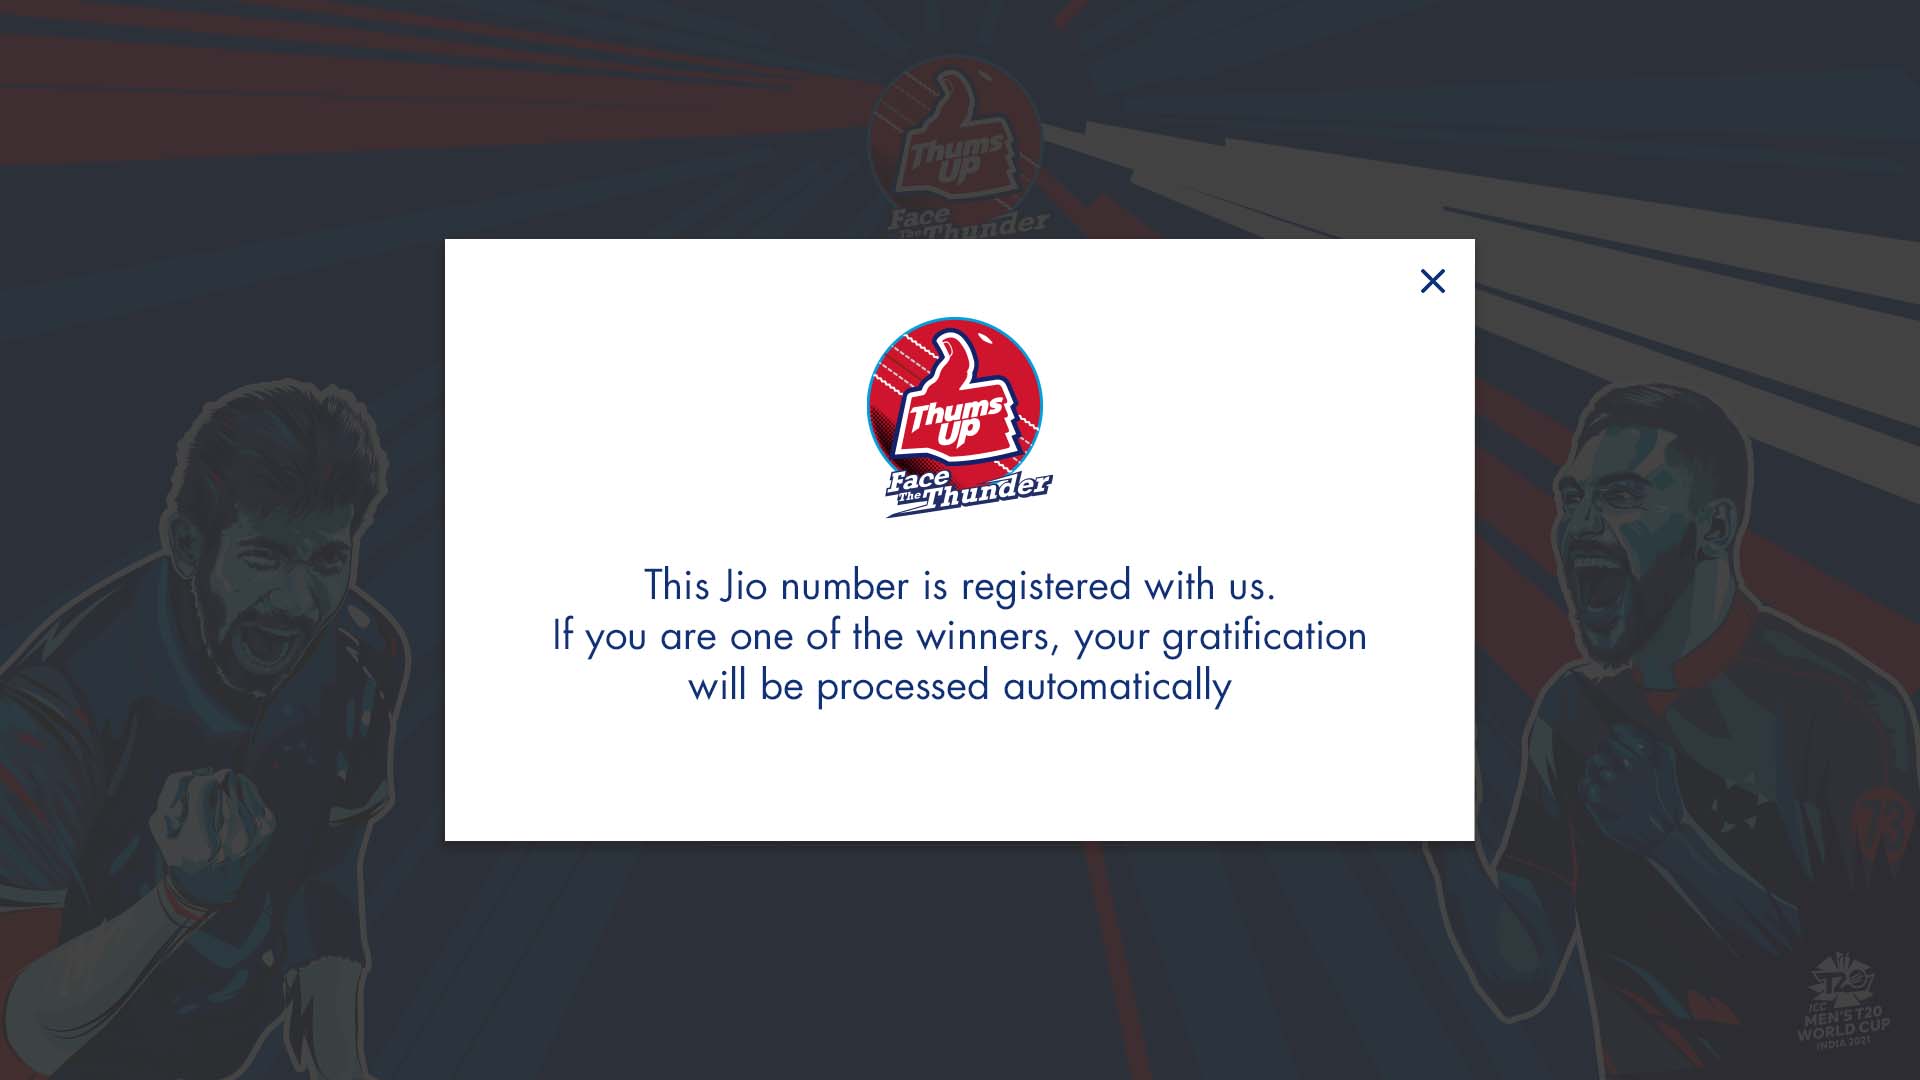 Thums
UP
Face
The Thunder
Thums
UP
Face
The Thunder
This Jio number is registered with us.
If you are one of the winners, your gratification
will be processed automatically
ICC
MEN'S T20
WORLD CUP
INDIA 2021